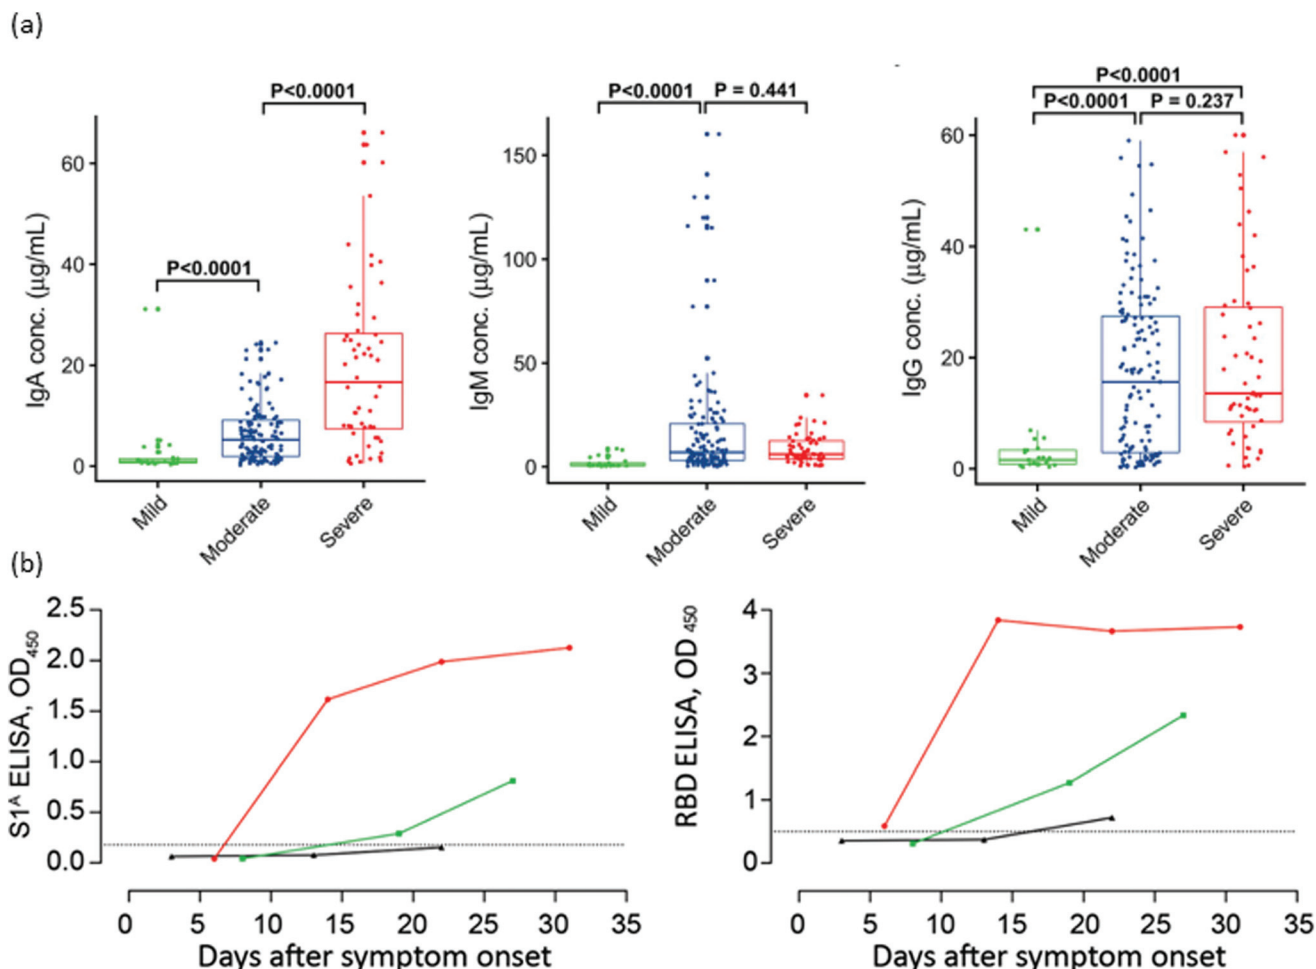 (a)
P<0.0001
P<0.0001
IgA conc. (µg/mL)
60
40
20
0
Mild
Moderate
Severe
P<0.0001
P = 0.441
IgM conc. (µg/mL)
150
100
50
0
Mild
Moderate
Severe
P<0.0001
P<0.0001
P = 0.237
IgG conc. (µg/mL)
60
40
20
0
Mild
Moderate
Severe
(b)
S1ᴬ ELISA, OD₄₅₀
2.5
2.0
1.5
1.0
0.5
0.0
0 5 10 15 20 25 30 35
Days after symptom onset
RBD ELISA, OD ₄₅₀
4
3
2
1
0
0 5 10 15 20 25 30 35
Days after symptom onset